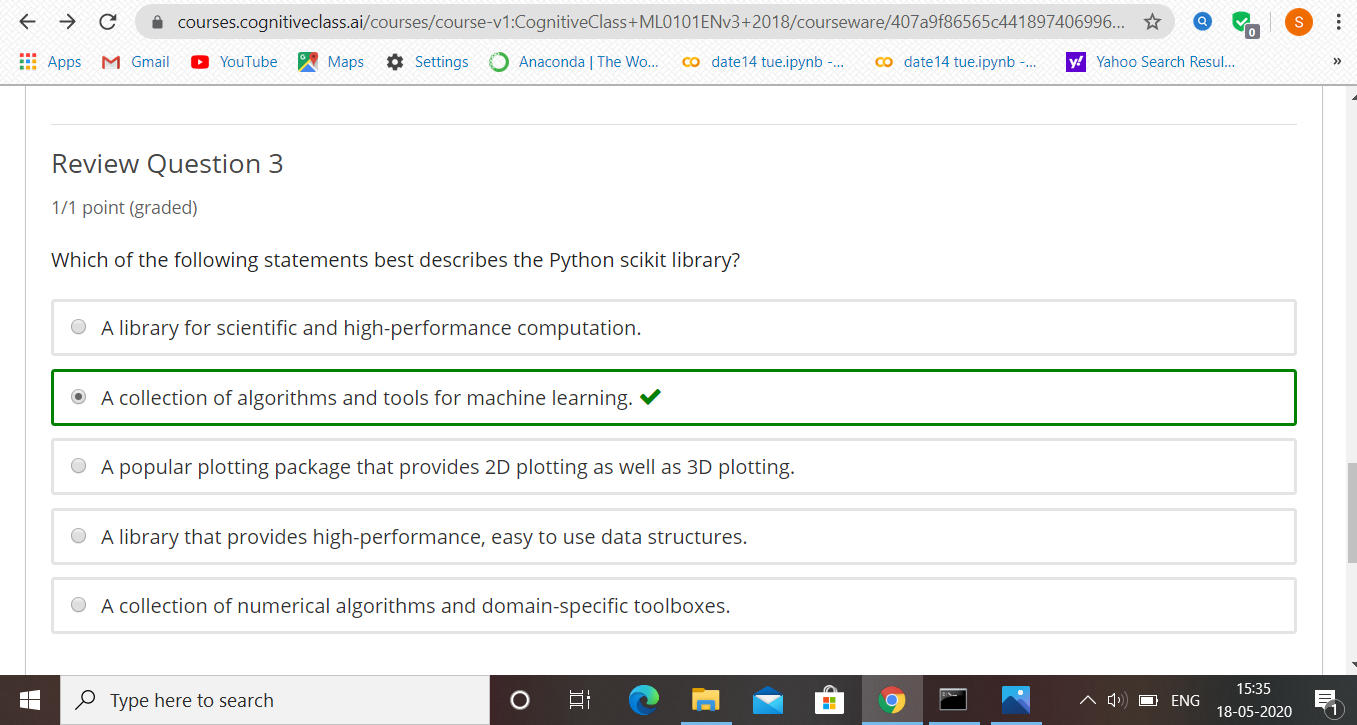 courses.cognitiveclass.ai/courses/course-v1:CognitiveClass+ML0101ENv3+2018/courseware/407a9f86565c441897406996...
0
S
Apps Gmail YouTube Maps Settings Anaconda | The Wo... date14 tue.ipynb -... date14 tue.ipynb -... Yahoo Search Resul... »
Review Question 3
1/1 point (graded)
Which of the following statements best describes the Python scikit library?
A library for scientific and high-performance computation.
A collection of algorithms and tools for machine learning.
A popular plotting package that provides 2D plotting as well as 3D plotting.
A library that provides high-performance, easy to use data structures.
A collection of numerical algorithms and domain-specific toolboxes.
Type here to search
ENG
15:35
18-05-2020
1